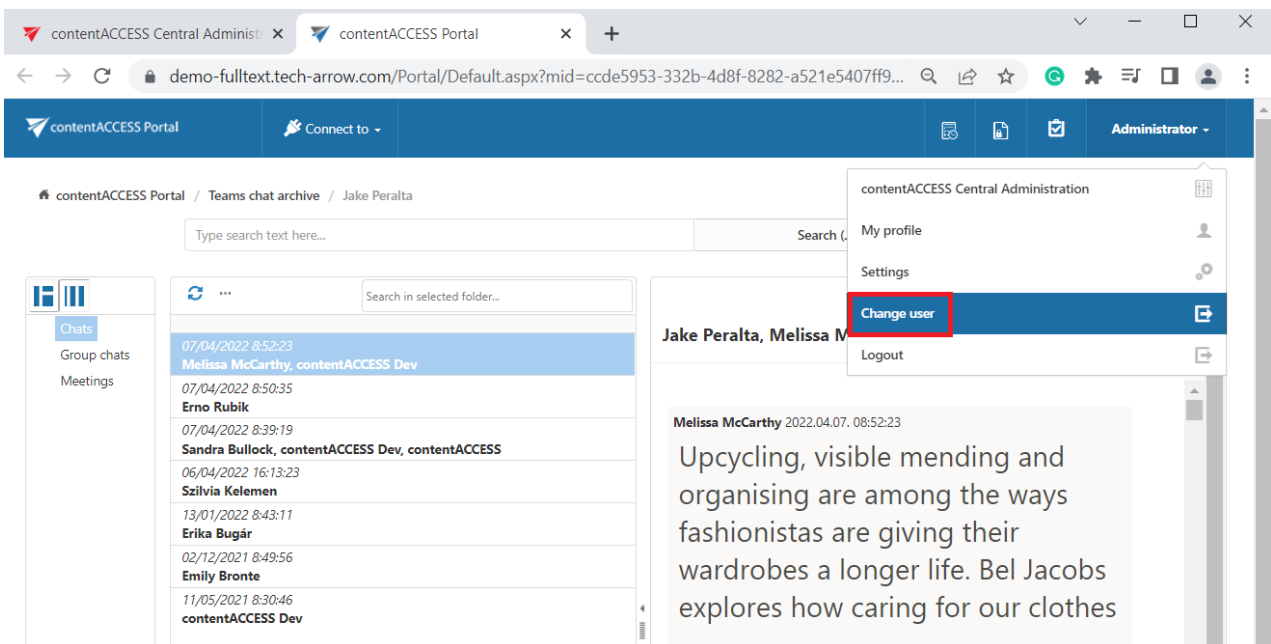 contentACCESS Central Administ
contentACCESS Portal
demo-fulltext.tech-arrow.com/Portal/Default.aspx?mid=ccde5953-332b-4d8f-8282-a521e5407ff9...
contentACCESS Portal
Connect to
Administrator
contentACCESS Portal / Teams chat archive / Jake Peralta
Type search text here...
Search (.
contentACCESS Central Administration
My profile
Settings
Change user
Logout
Search in selected folder...
Chats
Group chats
Meetings
07/04/2022 8:52:23
Melissa McCarthy, contentACCESS Dev
07/04/2022 8:50:35
Erno Rubik
07/04/2022 8:39:19
Sandra Bullock, contentACCESS Dev, contentACCESS
06/04/2022 16:13:23
Szilvia Kelemen
13/01/2022 8:43:11
Erika Bugár
02/12/2021 8:49:56
Emily Bronte
11/05/2021 8:30:46
contentACCESS Dev
Jake Peralta, Melissa M
Melissa McCarthy 2022.04.07. 08:52:23
Upcycling, visible mending and
organising are among the ways
fashionistas are giving their
wardrobes a longer life. Bel Jacobs
explores how caring for our clothes